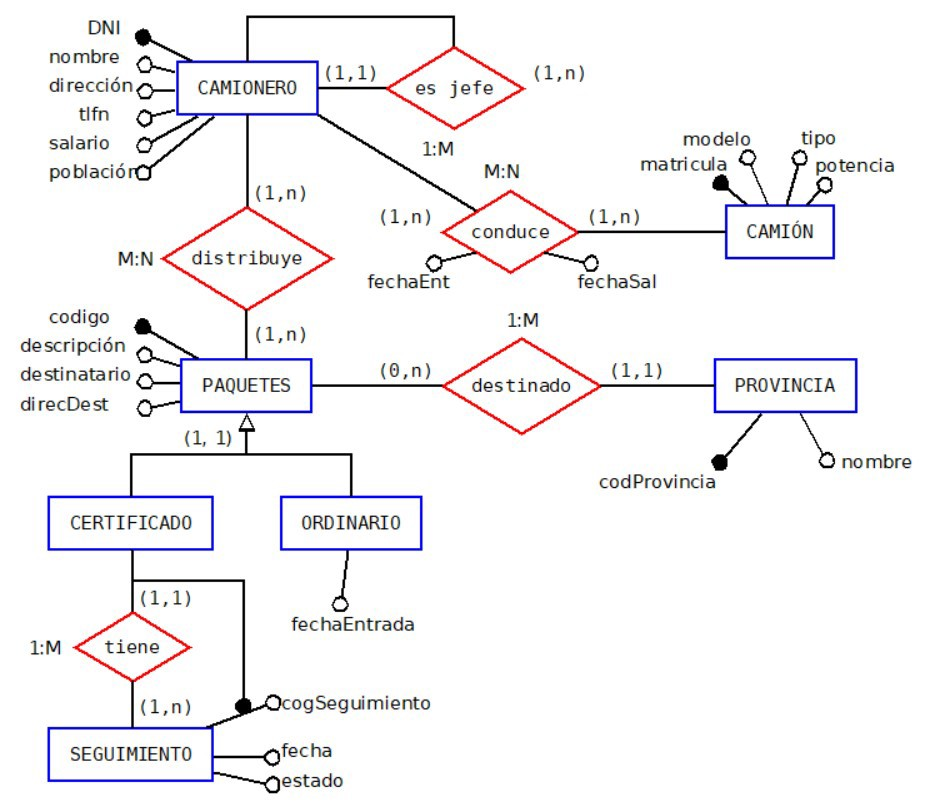 DNI
nombre
dirección
tlfn
salario
población
CAMIONERO
(1,1)
es jefe
(1,n)
1:M
M:N
modelo
tipo
matricula
potencia
(1,n)
(1,n)
conduce
(1,n)
CAMIÓN
fechaEnt
fechaSal
M:N
distribuye
(1,n)
codigo
descripción
destinatario
direcDest
PAQUETES
1:M
(0,n)
destinado
(1,1)
PROVINCIA
codProvincia
nombre
(1, 1)
CERTIFICADO
ORDINARIO
(1,1)
fechaEntrada
1:M
tiene
(1,n)
cogSeguimiento
SEGUIMIENTO
fecha
estado